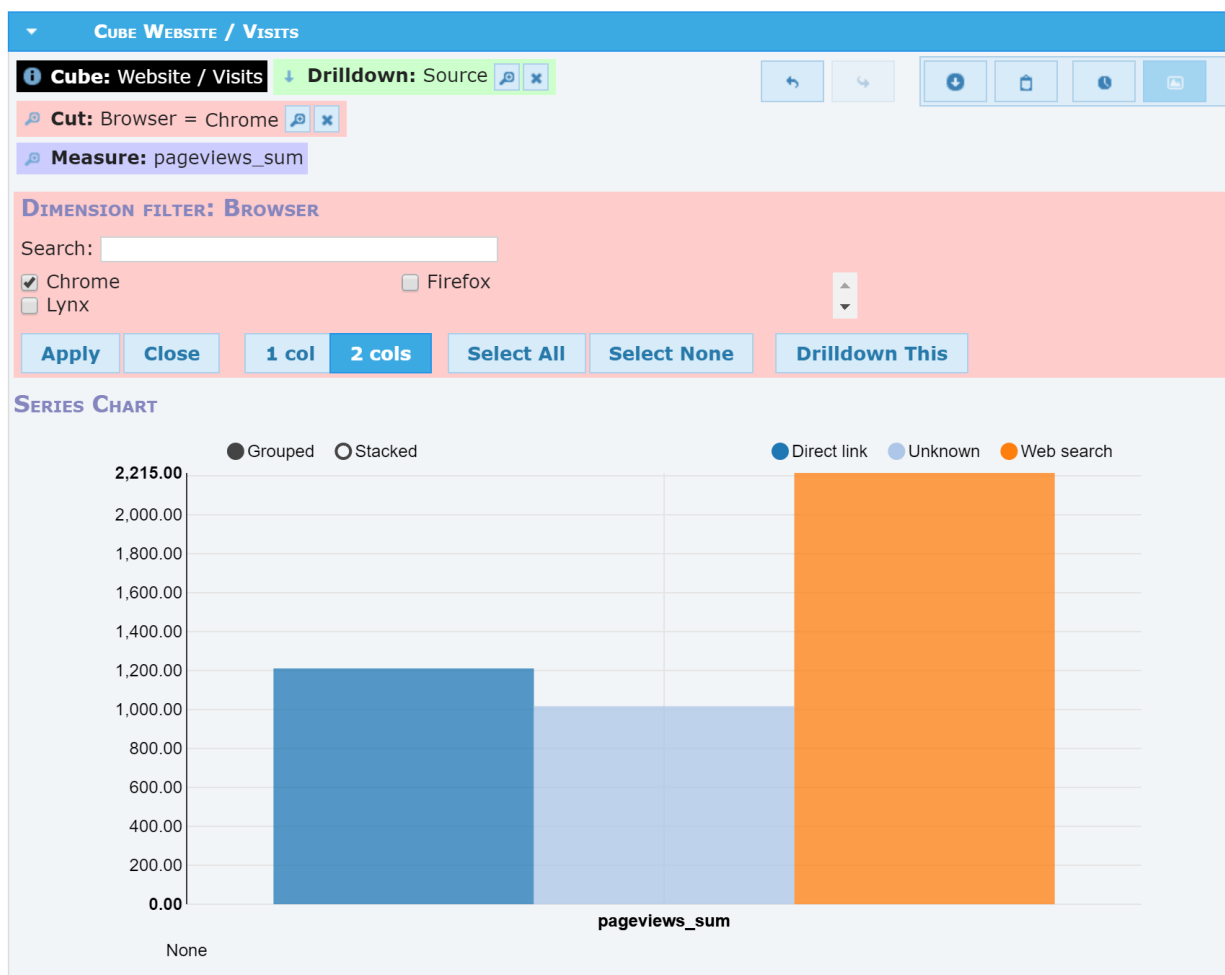 Cube Website / Visits
Cube: Website / Visits Drilldown: Source
Cut: Browser = Chrome
Measure: pageviews_sum
Dimension filter: Browser
Search:
Chrome Firefox
Lynx
Apply Close 1 col 2 cols Select All Select None Drilldown This
Series Chart
Grouped Stacked Direct link Unknown Web search
2,215.00
2,000.00
1,800.00
1,600.00
1,400.00
1,200.00
1,000.00
800.00
600.00
400.00
200.00
0.00
pageviews_sum
None